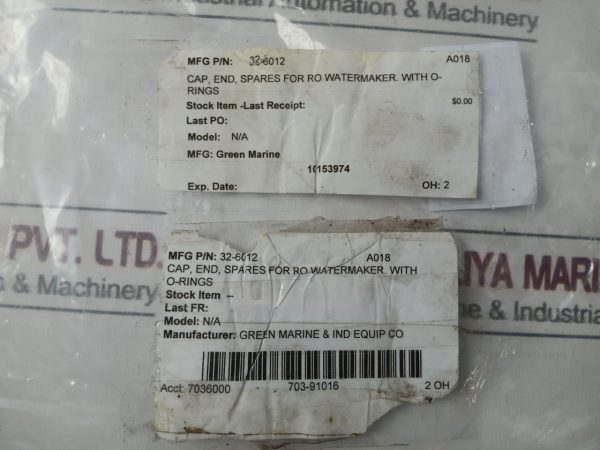 Industrial Automation & Machinery
MFG P/N: 32-6012 A018
CAP, END, SPARES FOR RO WATERMAKER. WITH O-
RINGS
Stock Item -Last Receipt: $0.00
Last PO:
Model: N/A
MFG: Green Marine
10153974
Exp. Date: OH: 2
PVT. LTD.
& Machinery
MFG P/N: 32-6012 A018
CAP, END, SPARES FOR RO WATERMAKER. WITH
O-RINGS
Stock Item --
Last FR:
Model: N/A
Manufacturer: GREEN MARINE & IND EQUIP CO
Acct: 7036000 703-91016 2 OH
LIYA MARI
ne & Industria